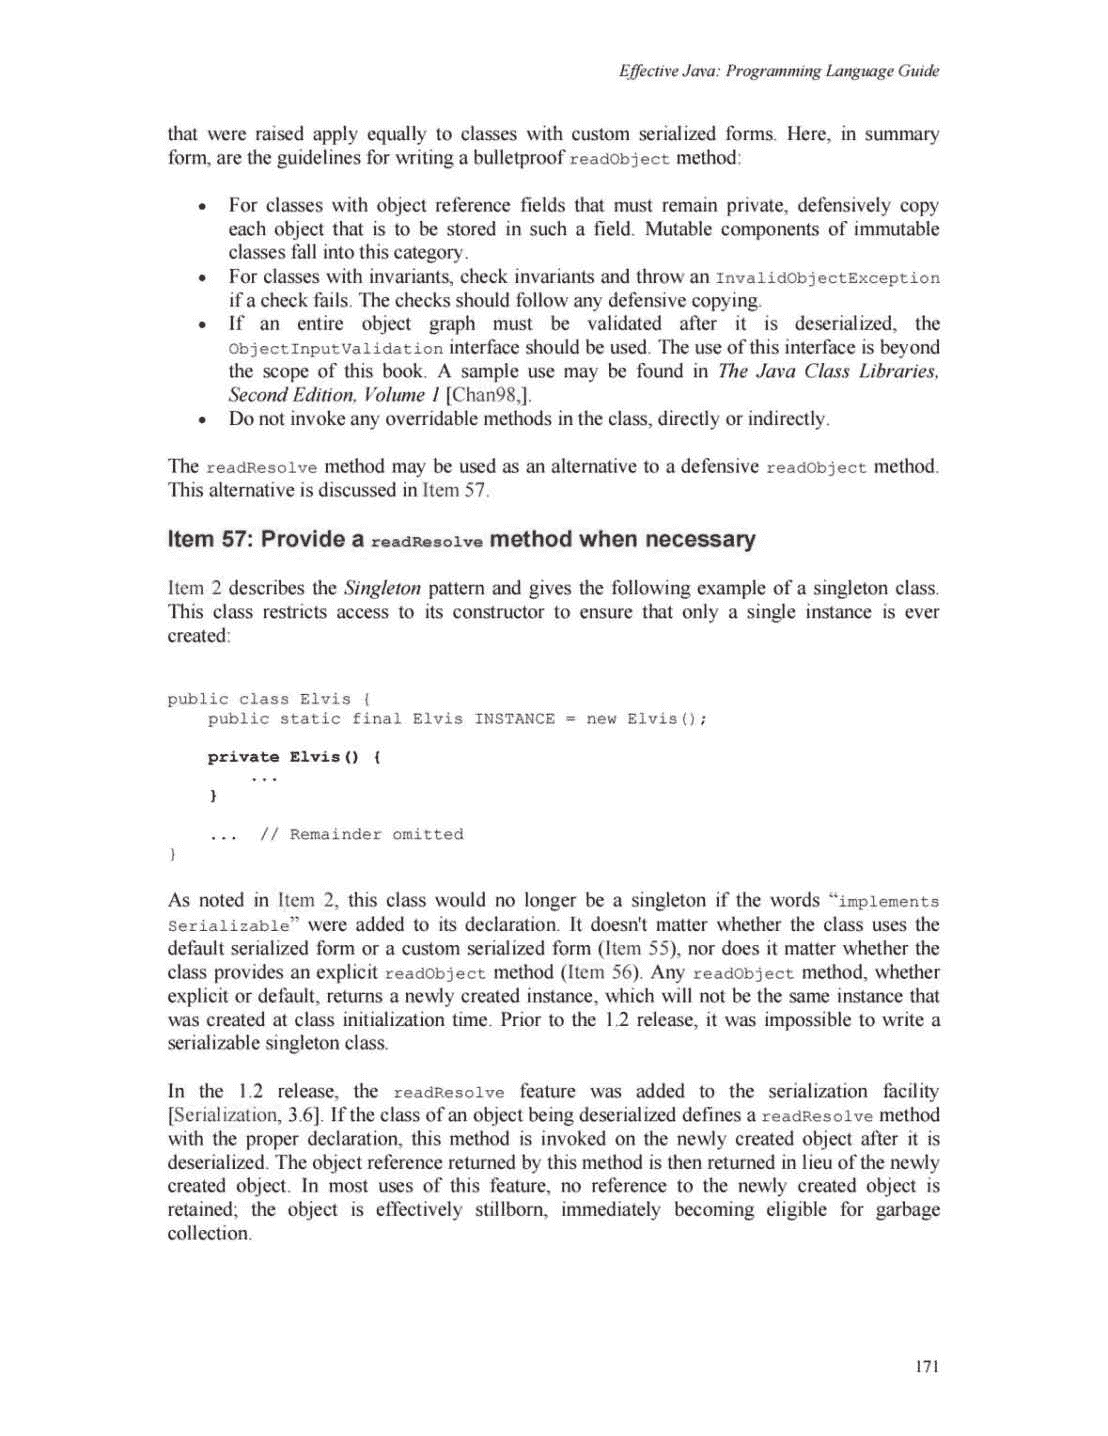 Effective Java: Programming Language Guide
that were raised apply equally to classes with custom serialized forms. Here, in summary
form, are the guidelines for writing a bulletproof readObject method:
• For classes with object reference fields that must remain private, defensively copy
each object that is to be stored in such a field. Mutable components of immutable
classes fall into this category.
• For classes with invariants, check invariants and throw an InvalidObjectException
if a check fails. The checks should follow any defensive copying.
• If an entire object graph must be validated after it is deserialized, the
ObjectInputValidation interface should be used. The use of this interface is beyond
the scope of this book. A sample use may be found in The Java Class Libraries,
Second Edition, Volume 1 [Chan98,].
• Do not invoke any overridable methods in the class, directly or indirectly.
The readResolve method may be used as an alternative to a defensive readObject method.
This alternative is discussed in Item 57.
Item 57: Provide a readResolve method when necessary
Item 2 describes the Singleton pattern and gives the following example of a singleton class.
This class restricts access to its constructor to ensure that only a single instance is ever
created:
public class Elvis {
    public static final Elvis INSTANCE = new Elvis();
    private Elvis() {
        ...
    }
    ...  // Remainder omitted
}
As noted in Item 2, this class would no longer be a singleton if the words “implements
Serializable” were added to its declaration. It doesn't matter whether the class uses the
default serialized form or a custom serialized form (Item 55), nor does it matter whether the
class provides an explicit readObject method (Item 56). Any readObject method, whether
explicit or default, returns a newly created instance, which will not be the same instance that
was created at class initialization time. Prior to the 1.2 release, it was impossible to write a
serializable singleton class.
In the 1.2 release, the readResolve feature was added to the serialization facility
[Serialization, 3.6]. If the class of an object being deserialized defines a readResolve method
with the proper declaration, this method is invoked on the newly created object after it is
deserialized. The object reference returned by this method is then returned in lieu of the newly
created object. In most uses of this feature, no reference to the newly created object is
retained; the object is effectively stillborn, immediately becoming eligible for garbage
collection.
171